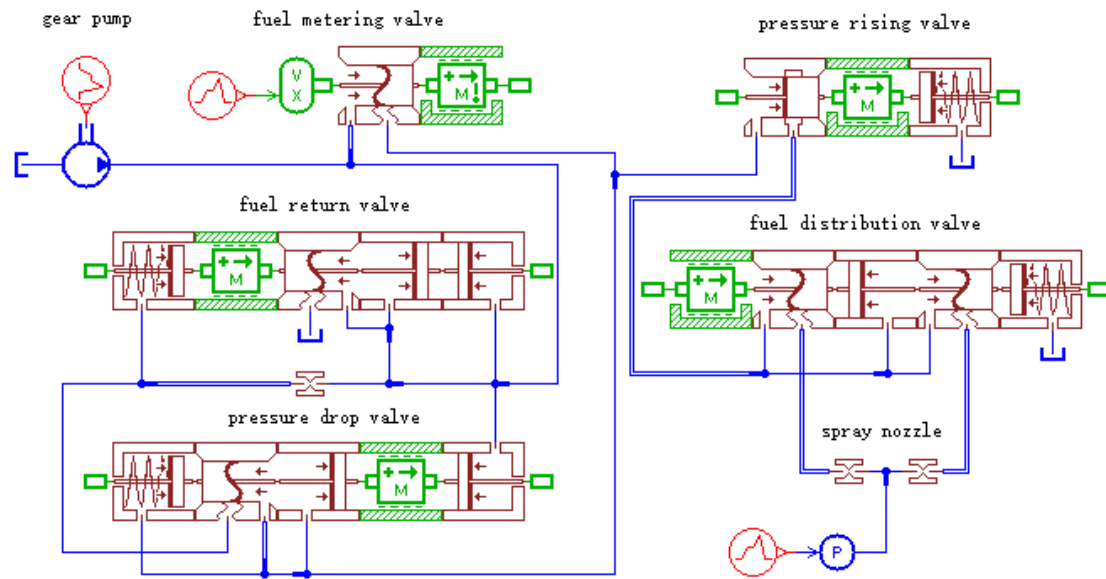 gear pump
fuel metering valve
pressure rising valve
V
X
M
M
fuel return valve
fuel distribution valve
M
M
pressure drop valve
spray nozzle
M
P